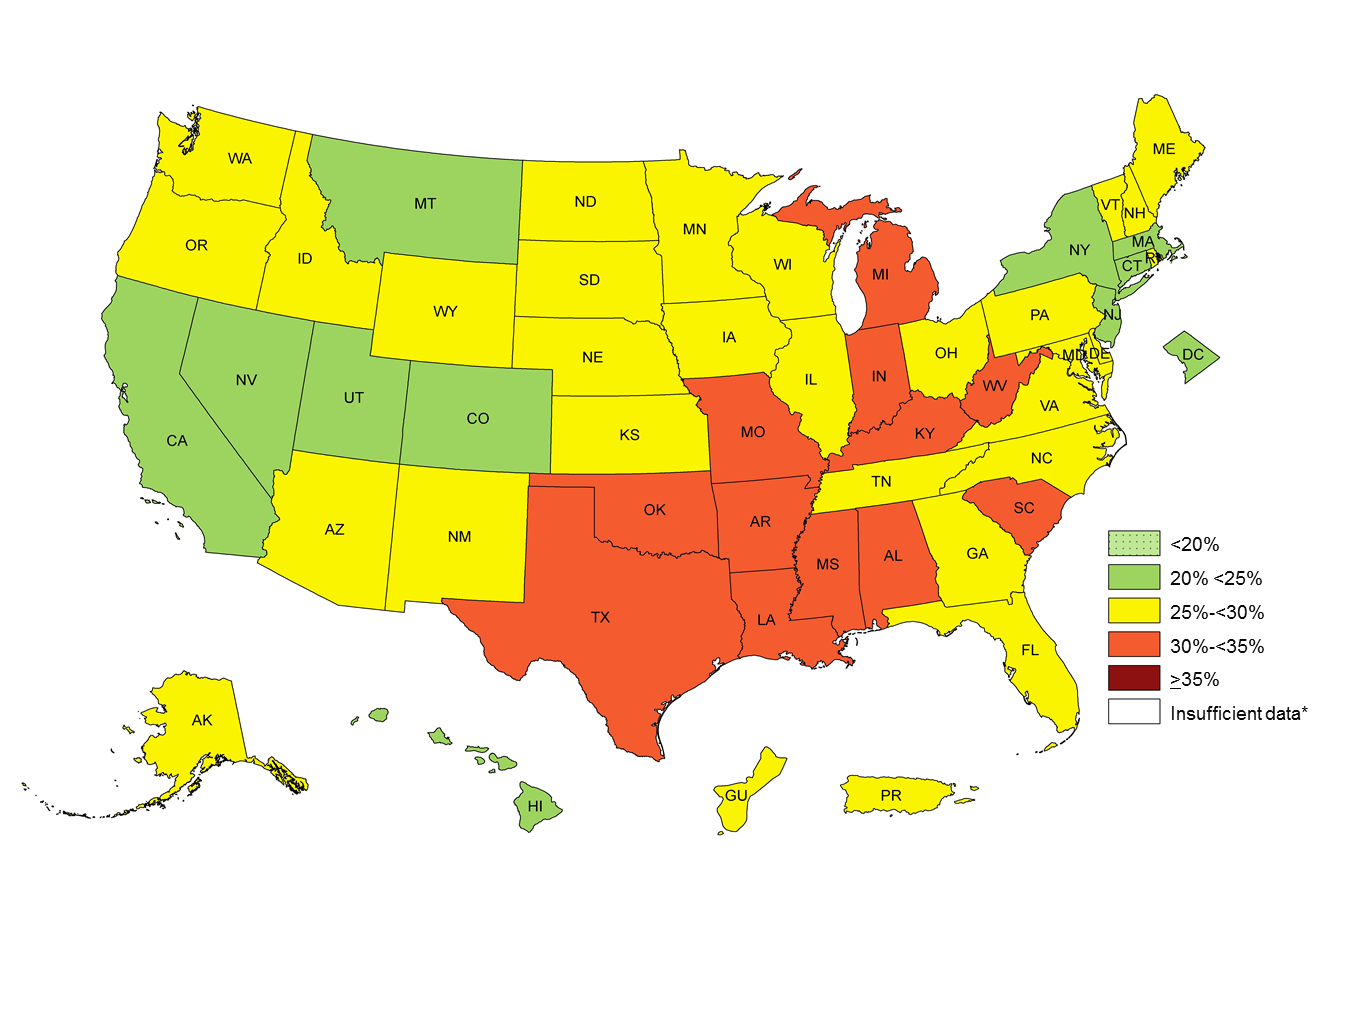 WA
MT
ND
MN
ME
VT
NH
OR
ID
SD
WI
MI
NY
MA
CT
RI
WY
IA
PA
NJ
NE
OH
MD
DE
DC
NV
UT
CO
IL
IN
WV
VA
CA
KS
MO
KY
NC
TN
AZ
NM
OK
AR
SC
MS
AL
GA
TX
LA
FL
<20%
20% <25%
25%-<30%
30%-<35%
>35%
Insufficient data*
AK
HI
GU
PR